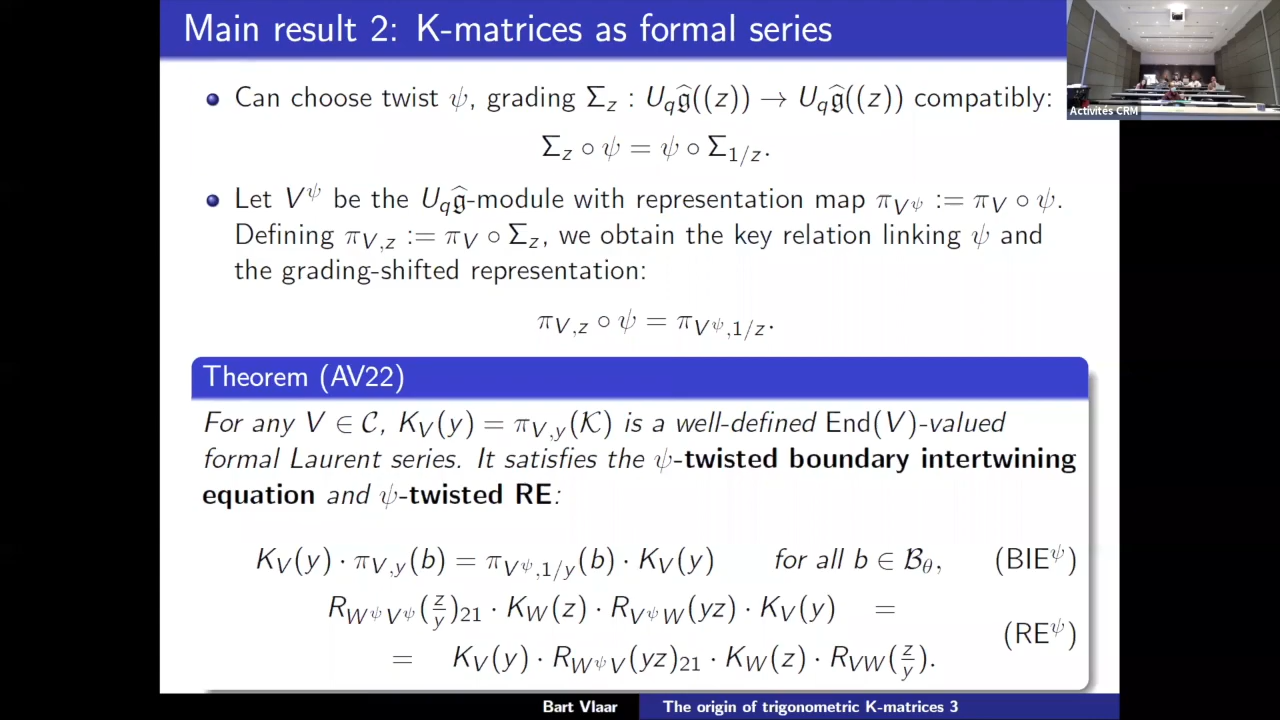 Main result 2: K-matrices as formal series
Activités CRM
Can choose twist ψ, grading Σ_z : U_q𝔤̂((z)) → U_q𝔤̂((z)) compatibly:
Σ_z ∘ ψ = ψ ∘ Σ_{1/z}.
Let V^ψ be the U_q𝔤̂-module with representation map π_{V^ψ} := π_V ∘ ψ.
Defining π_{V,z} := π_V ∘ Σ_z, we obtain the key relation linking ψ and
the grading-shifted representation:
π_{V,z} ∘ ψ = π_{V^ψ,1/z}.
Theorem (AV22)
For any V ∈ 𝒞, K_V(y) = π_{V,y}(𝒦) is a well-defined End(V)-valued
formal Laurent series. It satisfies the ψ-twisted boundary intertwining
equation and ψ-twisted RE:
K_V(y) · π_{V,y}(b) = π_{V^ψ,1/y}(b) · K_V(y) for all b ∈ ℬ_θ, (BIE^ψ)
R_{W^ψ V^ψ}(z/y)_{21} · K_W(z) · R_{V^ψ W}(yz) · K_V(y) =
(RE^ψ)
= K_V(y) · R_{W^ψ V}(yz)_{21} · K_W(z) · R_{VW}(z/y).
Bart Vlaar The origin of trigonometric K-matrices 3